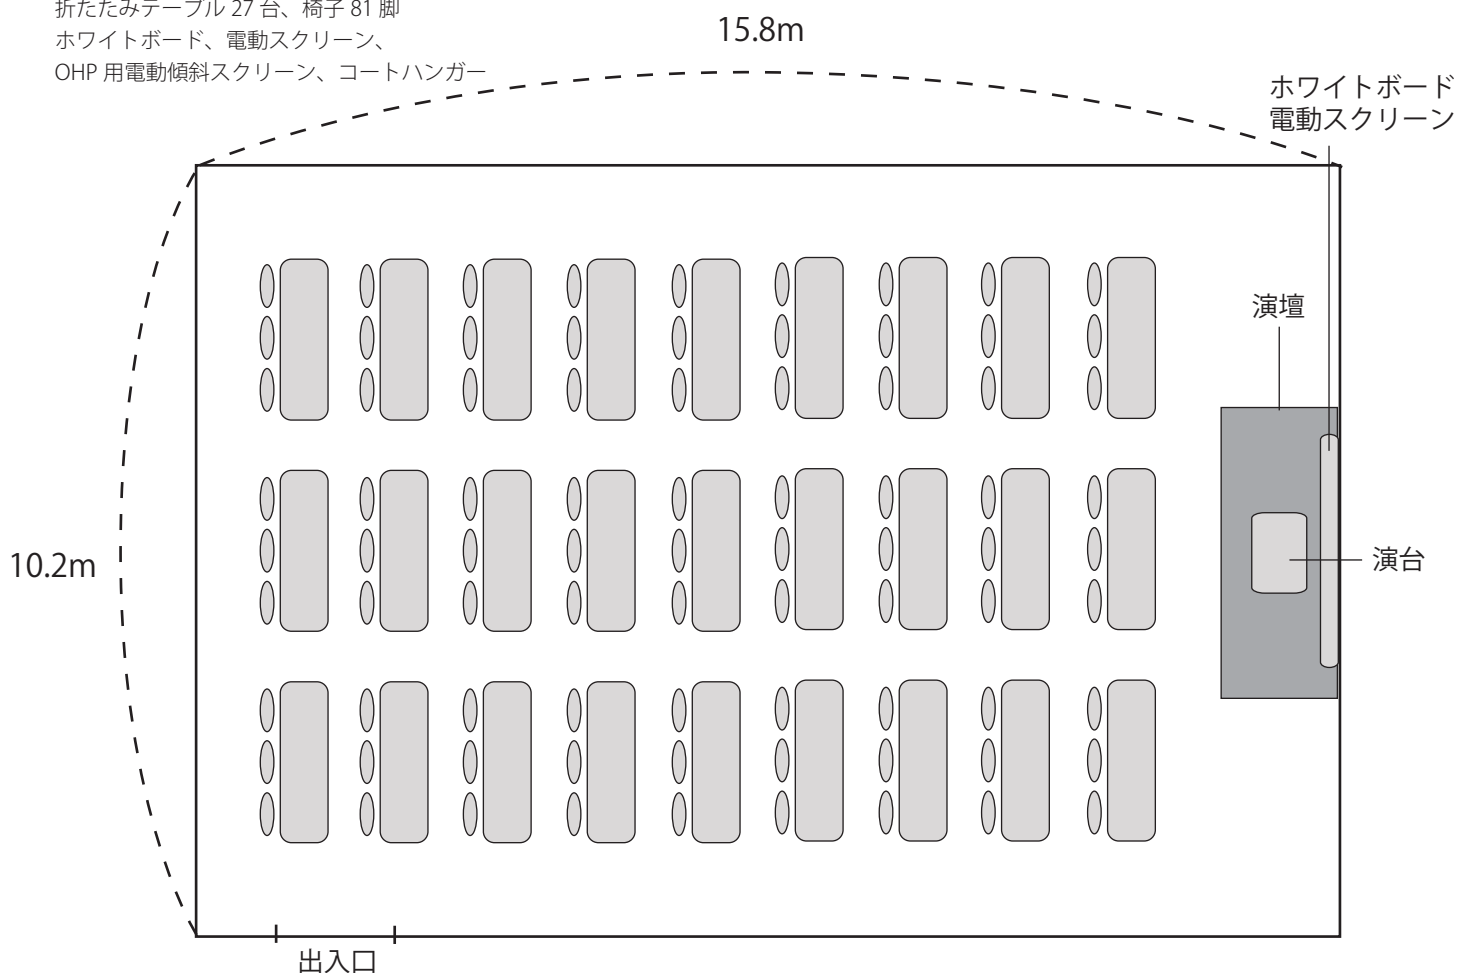 折たたみテーブル 27 台、椅子 81 脚
ホワイトボード、電動スクリーン、
OHP 用電動傾斜スクリーン、コートハンガー
15.8m
ホワイトボード
電動スクリーン
演壇
10.2m
演台
出入口